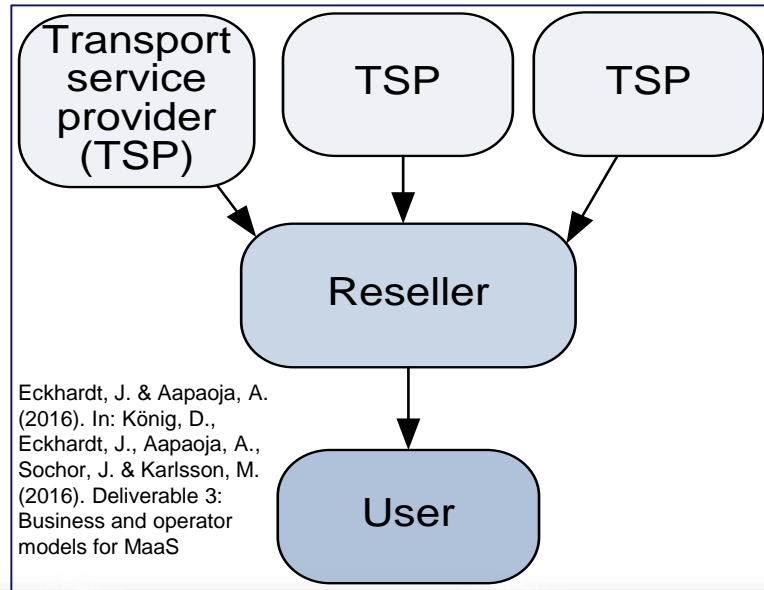 Transport
service
provider
(TSP)
TSP
TSP
Reseller
Eckhardt, J. & Aapaoja, A.
(2016). In: König, D.,
Eckhardt, J., Aapaoja, A.,
Sochor, J. & Karlsson, M.
(2016). Deliverable 3:
Business and operator
models for MaaS
User